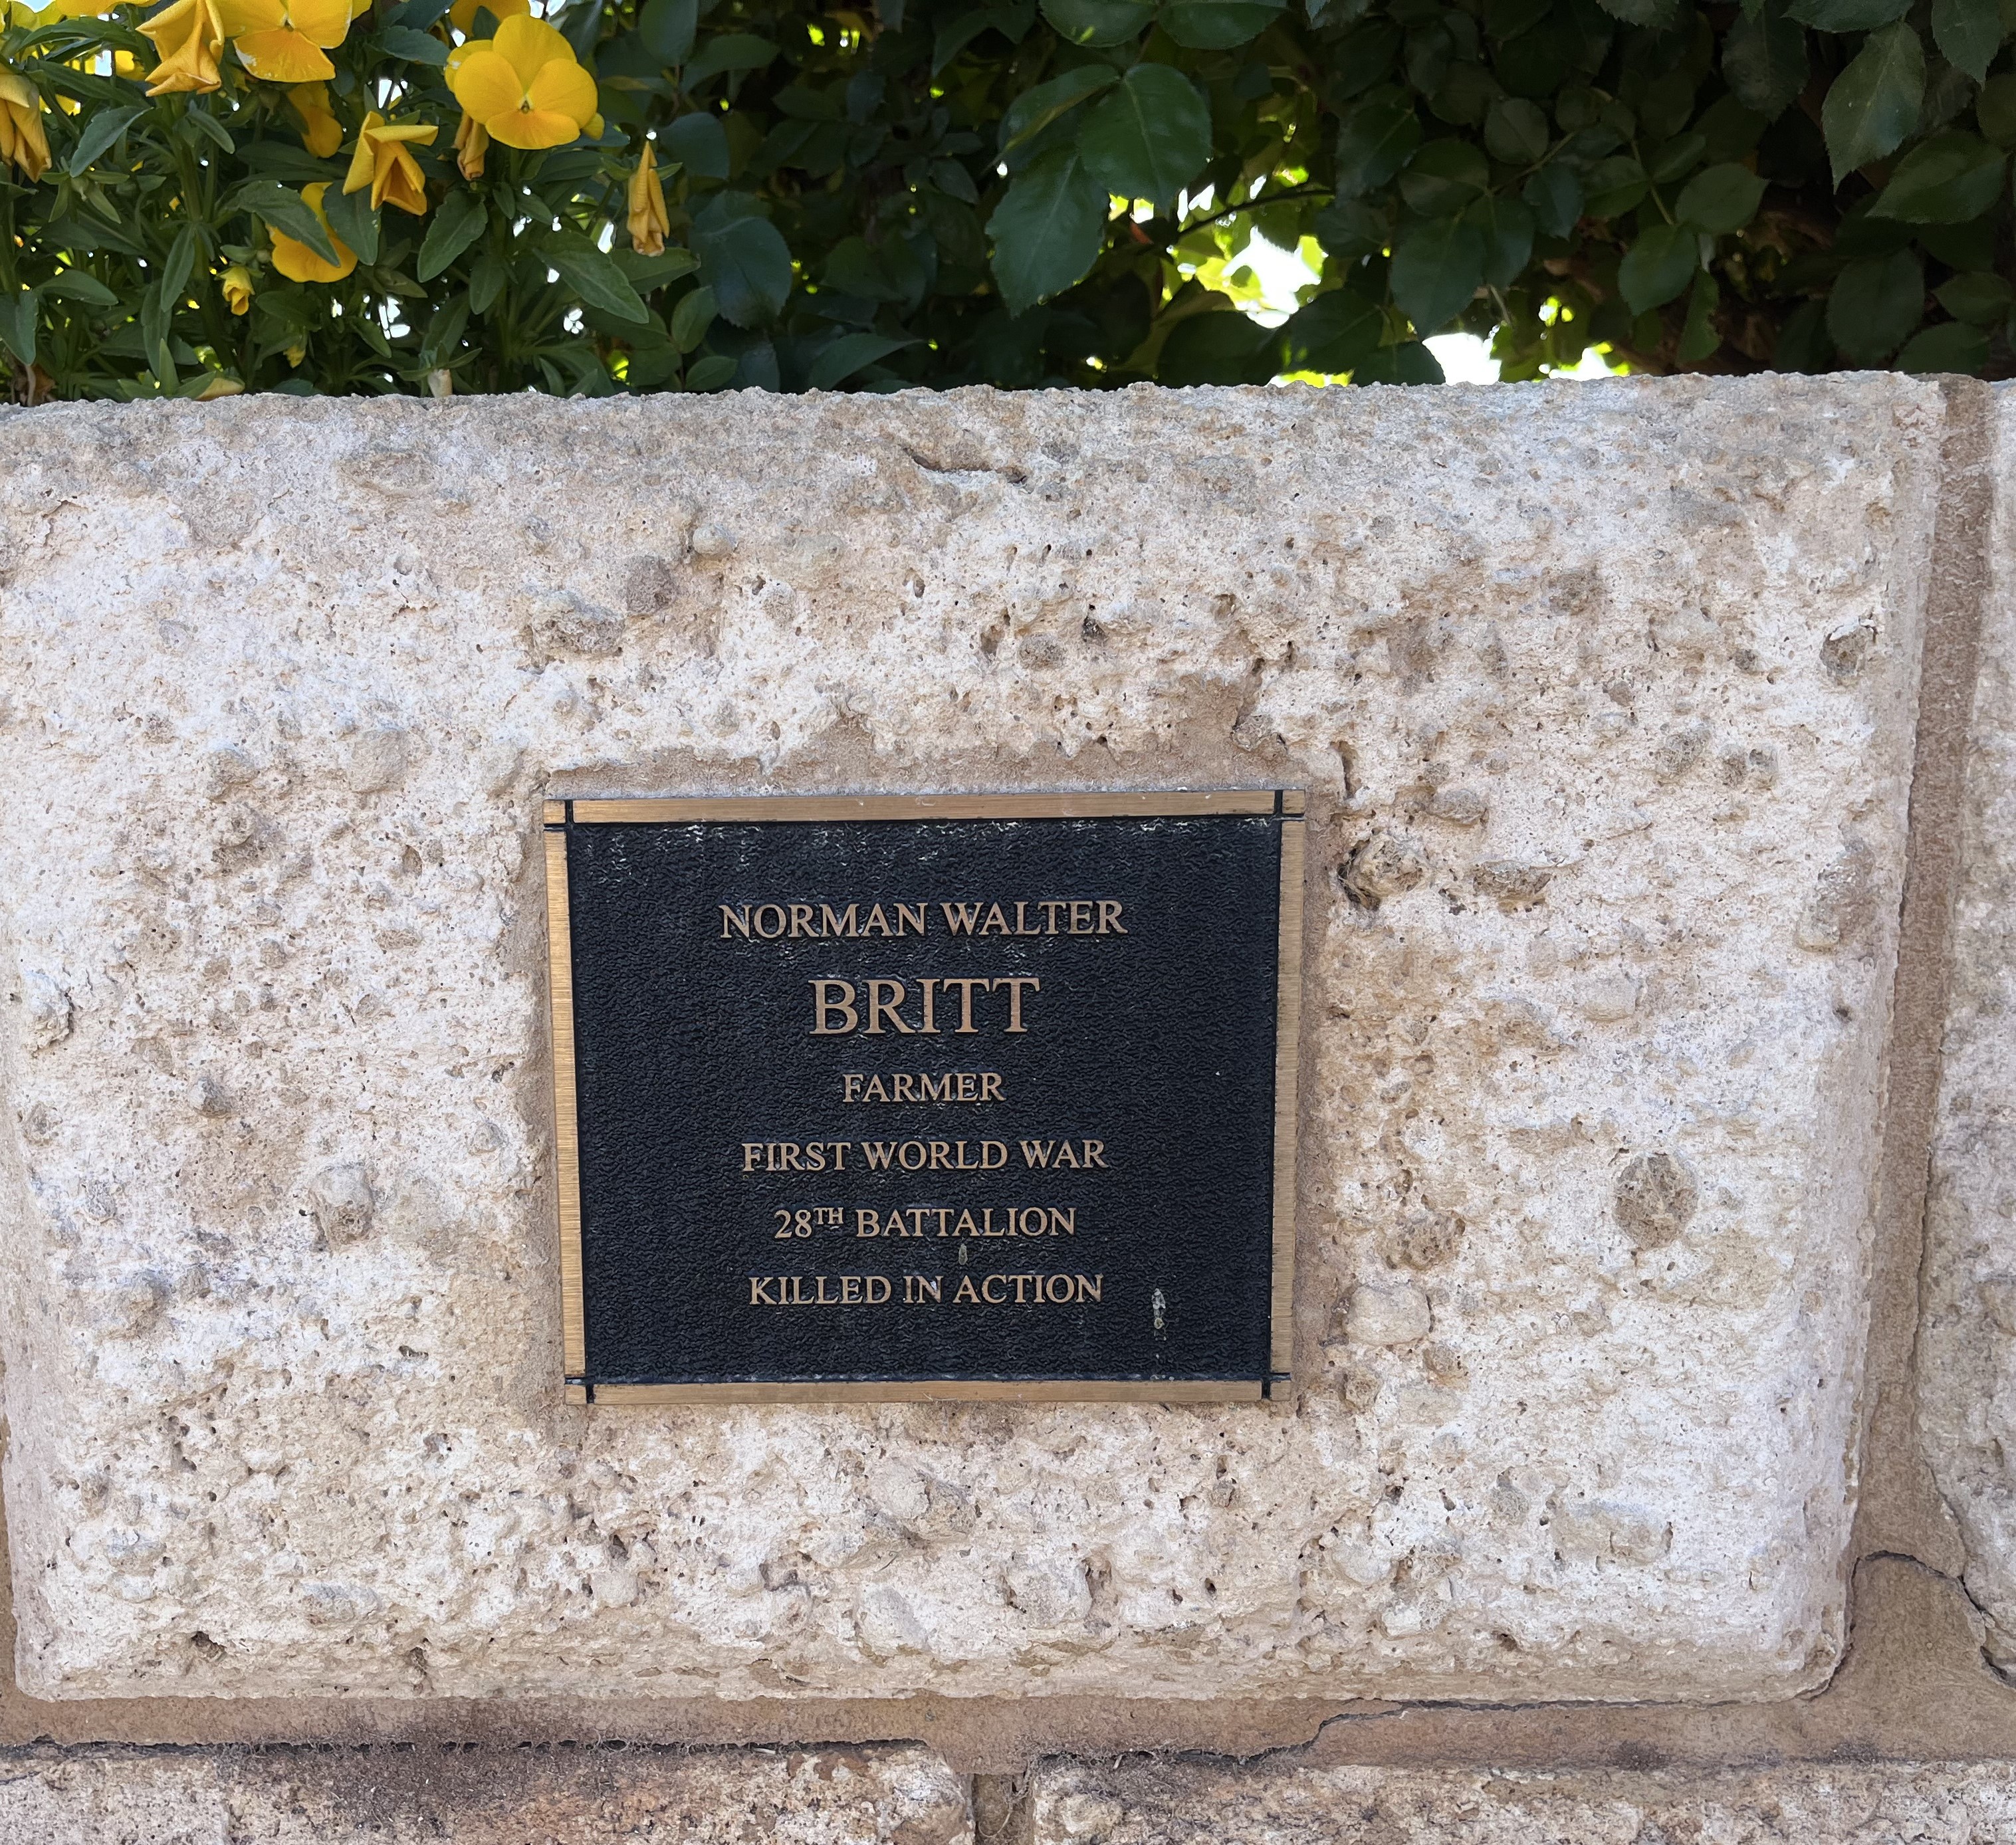 NORMAN WALTER
BRITT
FARMER
FIRST WORLD WAR
28TH BATTALION
KILLED IN ACTION